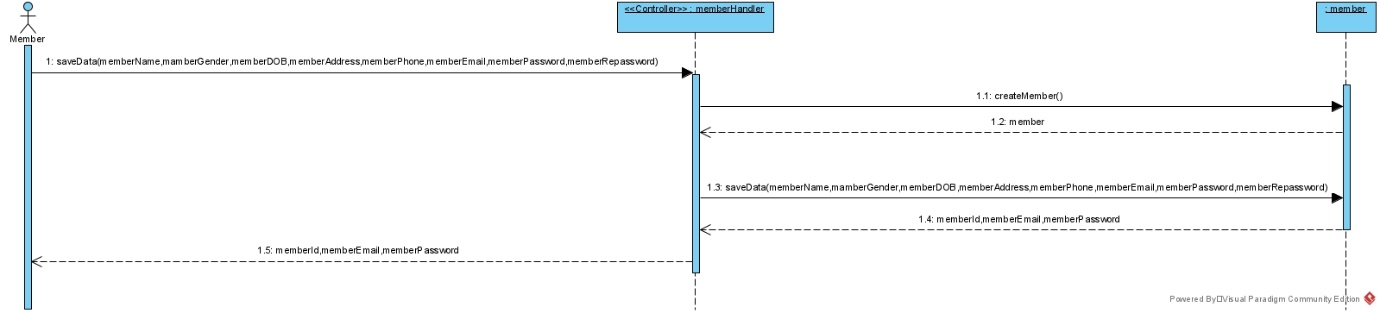 Member
<<Controller>> : memberHandler
: member
1: saveData(memberName,mamberGender,memberDOB,memberAddress,memberPhone,memberEmail,memberPassword,memberRepassword)
1.1: createMember()
1.2: member
1.3: saveData(memberName,mamberGender,memberDOB,memberAddress,memberPhone,memberEmail,memberPassword,memberRepassword)
1.4: memberId,memberEmail,memberPassword
1.5: memberId,memberEmail,memberPassword
Powered By□Visual Paradigm Community Edition